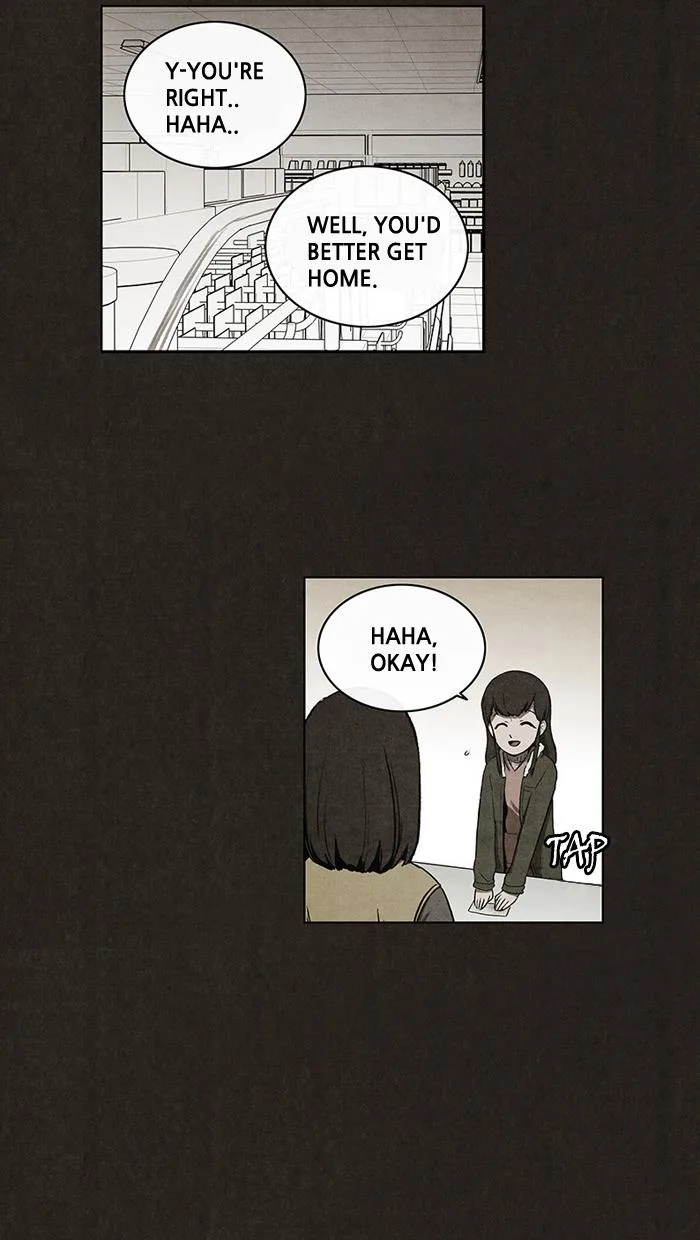 Y-YOU'RE
RIGHT..
HAHA..
WELL, YOU'D
BETTER GET
HOME.
HAHA,
OKAY!
TAP